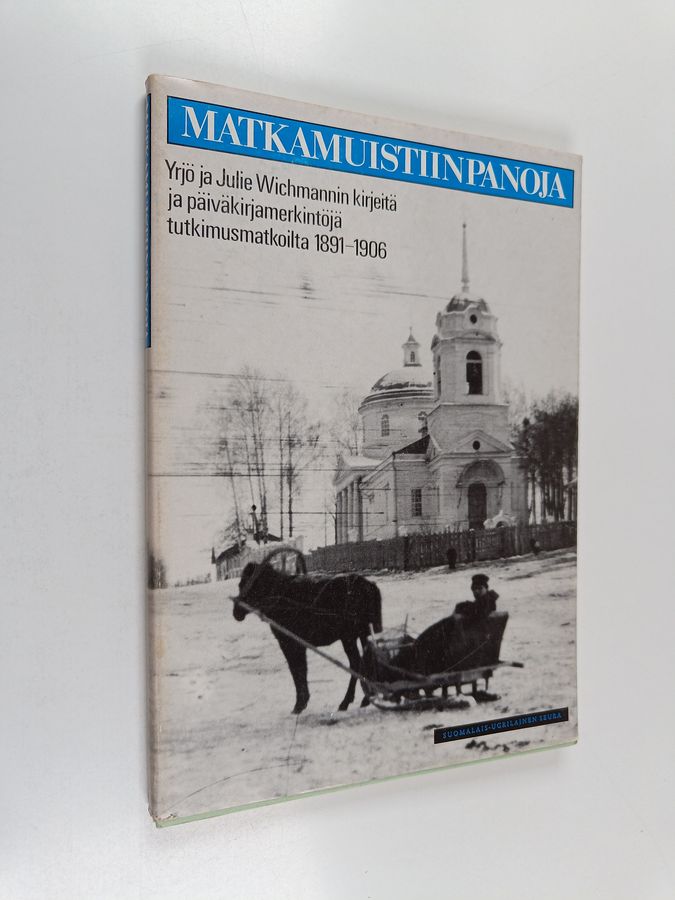 MATKAMUISTIINPANOJA
Yrjö ja Julie Wichmannin kirjeitä
ja päiväkirjamerkintöjä
tutkimusmatkoilta 1891–1906
SUOMALAIS-UGRILAINEN SEURA